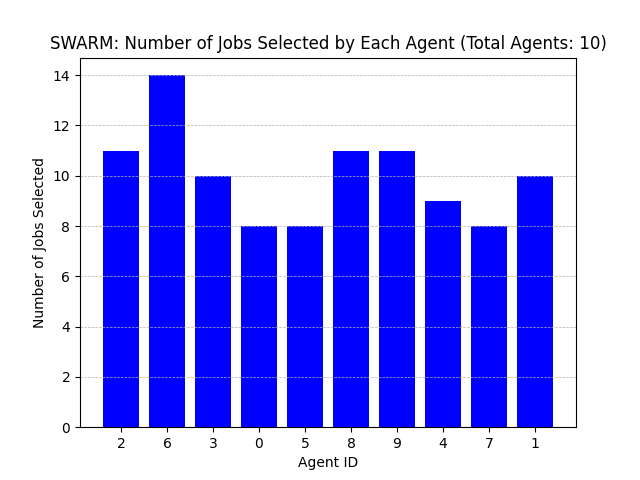 SWARM: Number of Jobs Selected by Each Agent (Total Agents: 10)
14
12
10
8
6
4
2
0
Number of Jobs Selected
2 6 3 0 5 8 9 4 7 1
Agent ID